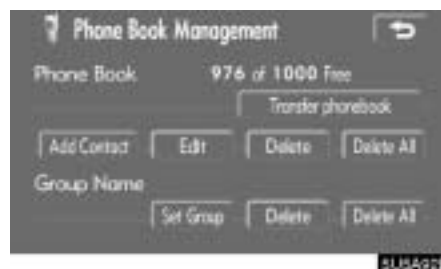 Phone Book Management
Phone Book 976 of 1000 Free
Transfer phonebook
Add Contact Edit Delete Delete All
Group Name
Set Group Delete Delete All